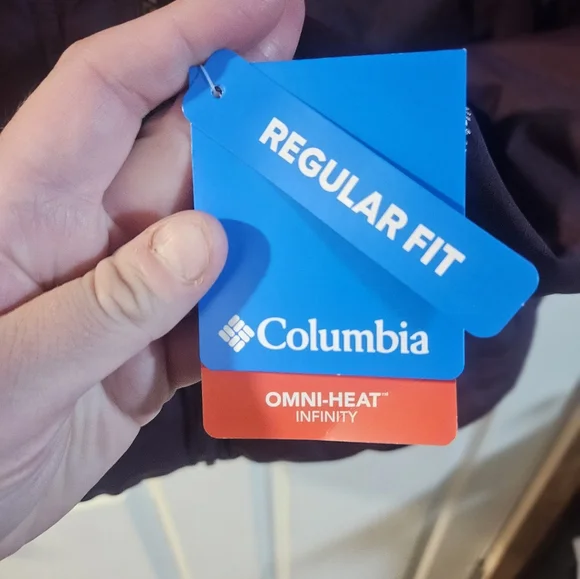 REGULAR FIT
Columbia
OMNI-HEAT™
INFINITY